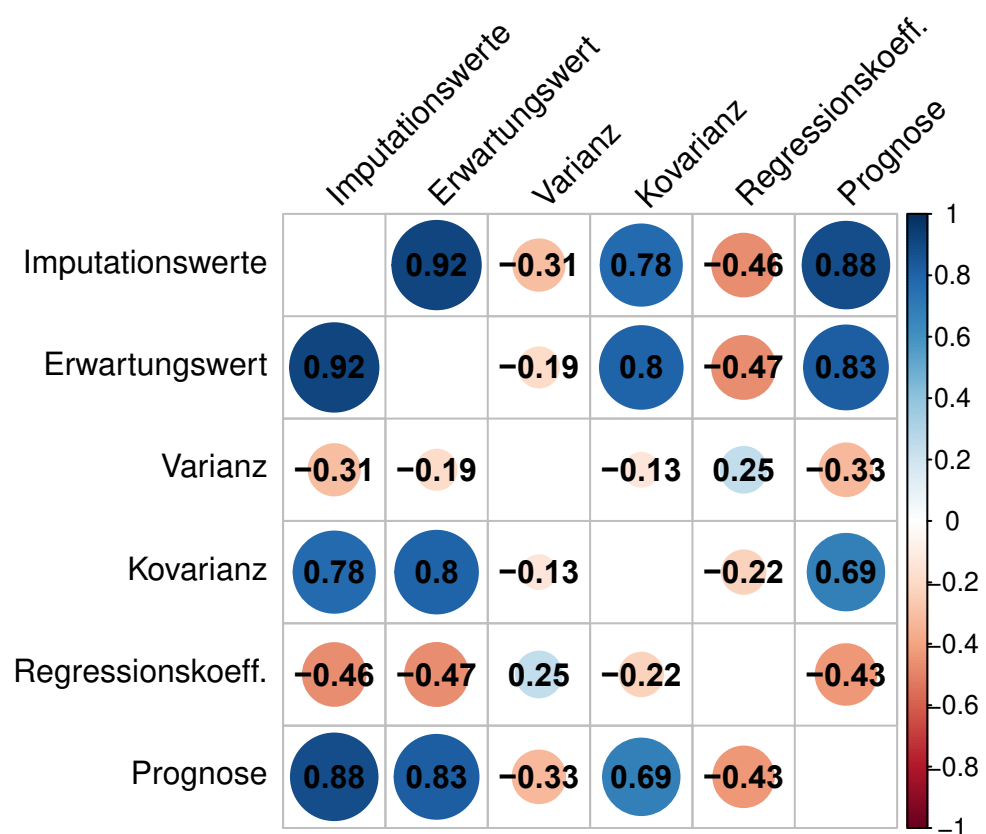 Imputationswerte Erwartungswert Varianz Kovarianz Regressionskoeff. Prognose
Imputationswerte 0.92 −0.31 0.78 −0.46 0.88
Erwartungswert 0.92 −0.19 0.8 −0.47 0.83
Varianz −0.31 −0.19 −0.13 0.25 −0.33
Kovarianz 0.78 0.8 −0.13 −0.22 0.69
Regressionskoeff. −0.46 −0.47 0.25 −0.22 −0.43
Prognose 0.88 0.83 −0.33 0.69 −0.43
1
0.8
0.6
0.4
0.2
0
−0.2
−0.4
−0.6
−0.8
−1